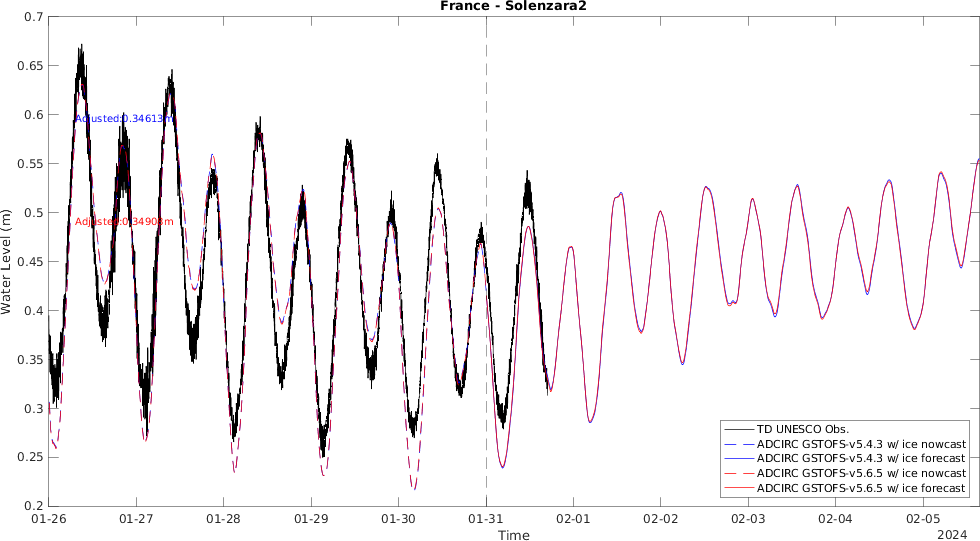 France - Solenzara2
0.7
0.65
0.6
0.55
0.5
0.45
0.4
0.35
0.3
0.25
0.2
Water Level (m)
Adjusted:0.34613m
Adjusted:0.34903m
TD UNESCO Obs.
ADCIRC GSTOFS-v5.4.3 w/ ice nowcast
ADCIRC GSTOFS-v5.4.3 w/ ice forecast
ADCIRC GSTOFS-v5.6.5 w/ ice nowcast
ADCIRC GSTOFS-v5.6.5 w/ ice forecast
01-26 01-27 01-28 01-29 01-30 01-31 02-01 02-02 02-03 02-04 02-05
Time
2024